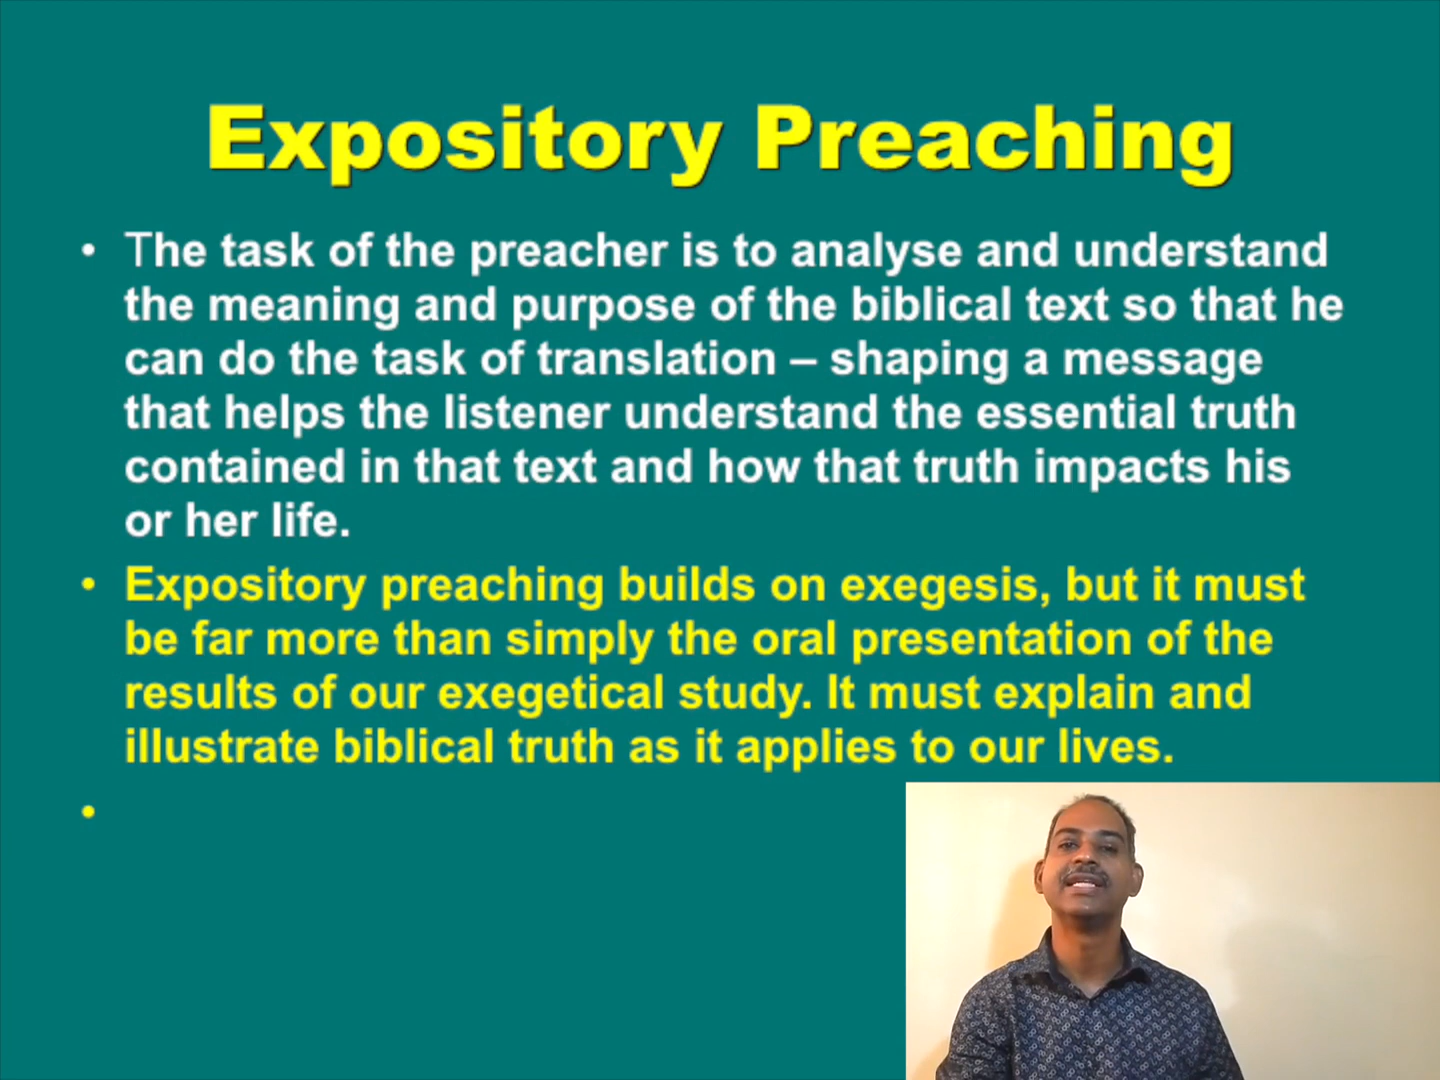 Expository Preaching
• The task of the preacher is to analyse and understand
the meaning and purpose of the biblical text so that he
can do the task of translation – shaping a message
that helps the listener understand the essential truth
contained in that text and how that truth impacts his
or her life.
• Expository preaching builds on exegesis, but it must
be far more than simply the oral presentation of the
results of our exegetical study. It must explain and
illustrate biblical truth as it applies to our lives.
•